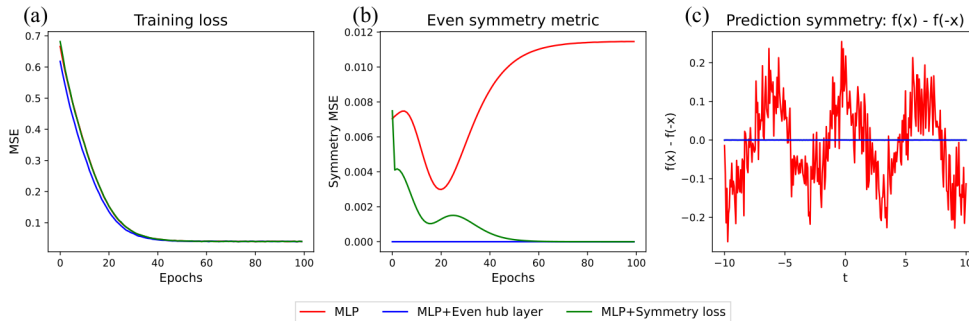 (a) Training loss
MSE
0.7
0.6
0.5
0.4
0.3
0.2
0.1
0 20 40 60 80 100
Epochs
(b) Even symmetry metric
Symmetry MSE
0.012
0.010
0.008
0.006
0.004
0.002
0.000
0 20 40 60 80 100
Epochs
(c) Prediction symmetry: f(x) - f(-x)
f(x) - f(-x)
0.2
0.1
0.0
−0.1
−0.2
−10 −5 0 5 10
t
MLP MLP+Even hub layer MLP+Symmetry loss